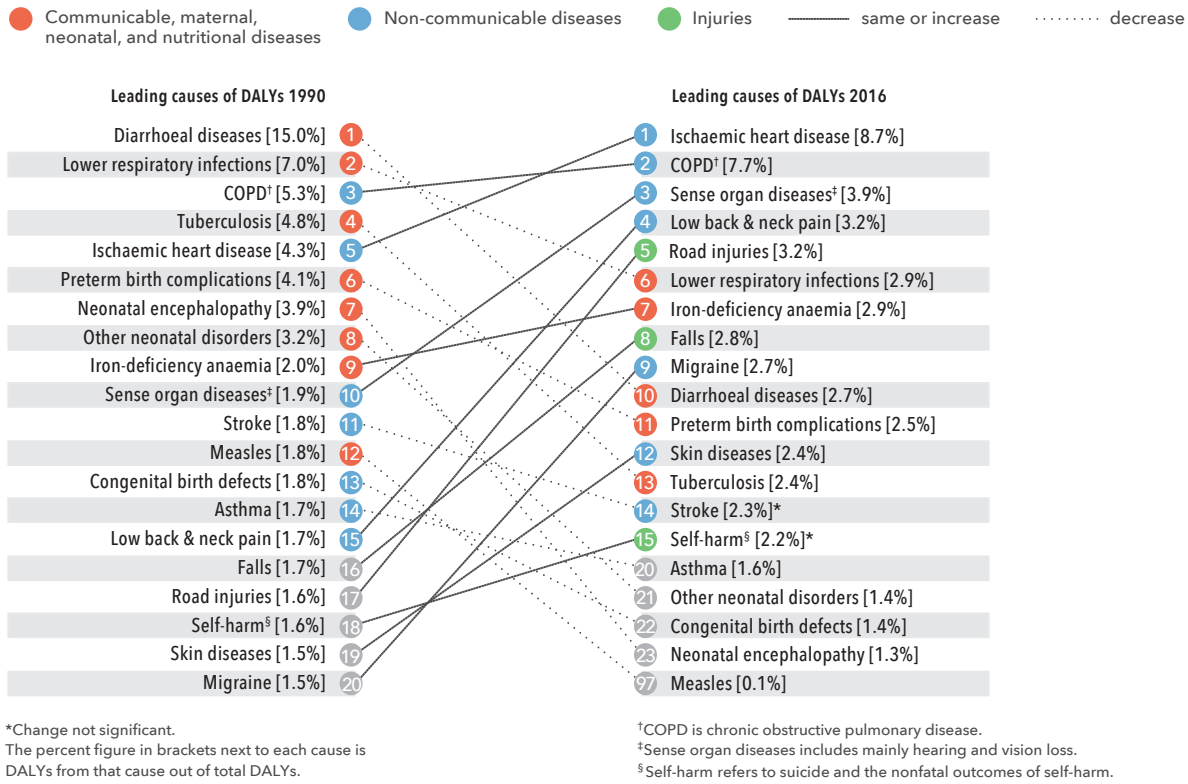 Communicable, maternal,
neonatal, and nutritional diseases
Non-communicable diseases
Injuries
same or increase
decrease
Leading causes of DALYs 1990
Diarrhoeal diseases [15.0%] 1
Lower respiratory infections [7.0%] 2
COPD† [5.3%] 3
Tuberculosis [4.8%] 4
Ischaemic heart disease [4.3%] 5
Preterm birth complications [4.1%] 6
Neonatal encephalopathy [3.9%] 7
Other neonatal disorders [3.2%] 8
Iron-deficiency anaemia [2.0%] 9
Sense organ diseases‡ [1.9%] 10
Stroke [1.8%] 11
Measles [1.8%] 12
Congenital birth defects [1.8%] 13
Asthma [1.7%] 14
Low back & neck pain [1.7%] 15
Falls [1.7%] 16
Road injuries [1.6%] 17
Self-harm§ [1.6%] 18
Skin diseases [1.5%] 19
Migraine [1.5%] 20
Leading causes of DALYs 2016
1 Ischaemic heart disease [8.7%]
2 COPD† [7.7%]
3 Sense organ diseases‡ [3.9%]
4 Low back & neck pain [3.2%]
5 Road injuries [3.2%]
6 Lower respiratory infections [2.9%]
7 Iron-deficiency anaemia [2.9%]
8 Falls [2.8%]
9 Migraine [2.7%]
10 Diarrhoeal diseases [2.7%]
11 Preterm birth complications [2.5%]
12 Skin diseases [2.4%]
13 Tuberculosis [2.4%]
14 Stroke [2.3%]*
15 Self-harm§ [2.2%]*
20 Asthma [1.6%]
21 Other neonatal disorders [1.4%]
22 Congenital birth defects [1.4%]
23 Neonatal encephalopathy [1.3%]
97 Measles [0.1%]
*Change not significant.
The percent figure in brackets next to each cause is
DALYs from that cause out of total DALYs.
†COPD is chronic obstructive pulmonary disease.
‡Sense organ diseases includes mainly hearing and vision loss.
§Self-harm refers to suicide and the nonfatal outcomes of self-harm.